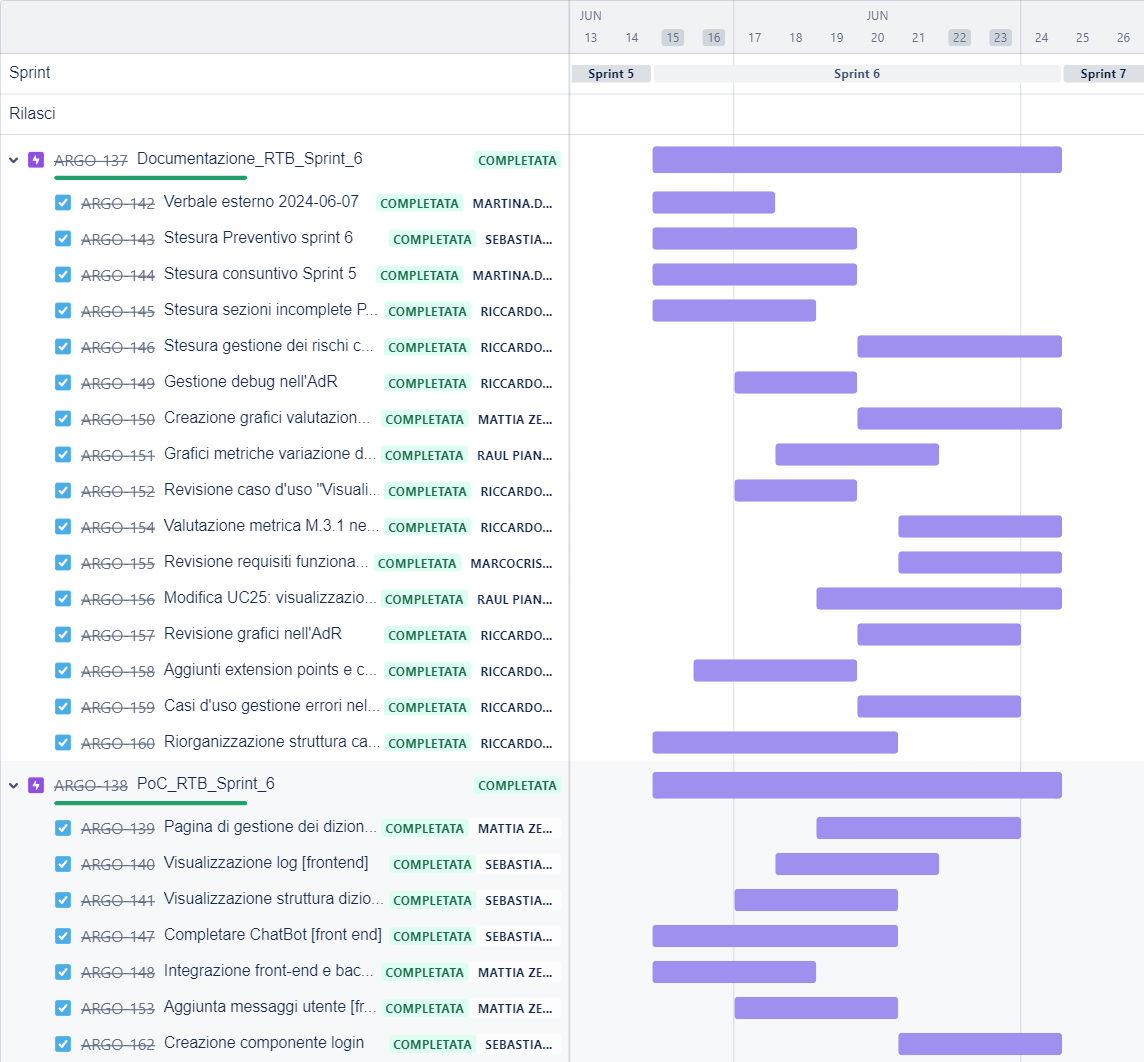 JUN JUN
13 14 15 16 17 18 19 20 21 22 23 24 25 26
Sprint Sprint 5 Sprint 6 Sprint 7
Rilasci
ARGO-137 Documentazione_RTB_Sprint_6 COMPLETATA
ARGO-142 Verbale esterno 2024-06-07 COMPLETATA MARTINA.D...
ARGO-143 Stesura Preventivo sprint 6 COMPLETATA SEBASTIA...
ARGO-144 Stesura consuntivo Sprint 5 COMPLETATA MARTINA.D...
ARGO-145 Stesura sezioni incomplete P... COMPLETATA RICCARDO...
ARGO-146 Stesura gestione dei rischi c... COMPLETATA RICCARDO...
ARGO-149 Gestione debug nell'AdR COMPLETATA RICCARDO...
ARGO-150 Creazione grafici valutazion... COMPLETATA MATTIA ZE...
ARGO-151 Grafici metriche variazione d... COMPLETATA RAUL PIAN...
ARGO-152 Revisione caso d'uso "Visuali... COMPLETATA RICCARDO...
ARGO-154 Valutazione metrica M.3.1 ne... COMPLETATA RICCARDO...
ARGO-155 Revisione requisiti funziona... COMPLETATA MARCOCRIS...
ARGO-156 Modifica UC25: visualizzazio... COMPLETATA RAUL PIAN...
ARGO-157 Revisione grafici nell'AdR COMPLETATA RICCARDO...
ARGO-158 Aggiunti extension points e c... COMPLETATA RICCARDO...
ARGO-159 Casi d'uso gestione errori nel... COMPLETATA RICCARDO...
ARGO-160 Riorganizzazione struttura ca... COMPLETATA RICCARDO...
ARGO-138 PoC_RTB_Sprint_6 COMPLETATA
ARGO-139 Pagina di gestione dei dizion... COMPLETATA MATTIA ZE...
ARGO-140 Visualizzazione log [frontend] COMPLETATA SEBASTIA...
ARGO-141 Visualizzazione struttura dizio... COMPLETATA SEBASTIA...
ARGO-147 Completare ChatBot [front end] COMPLETATA SEBASTIA...
ARGO-148 Integrazione front-end e bac... COMPLETATA MATTIA ZE...
ARGO-153 Aggiunta messaggi utente [fr... COMPLETATA MATTIA ZE...
ARGO-162 Creazione componente login COMPLETATA SEBASTIA...